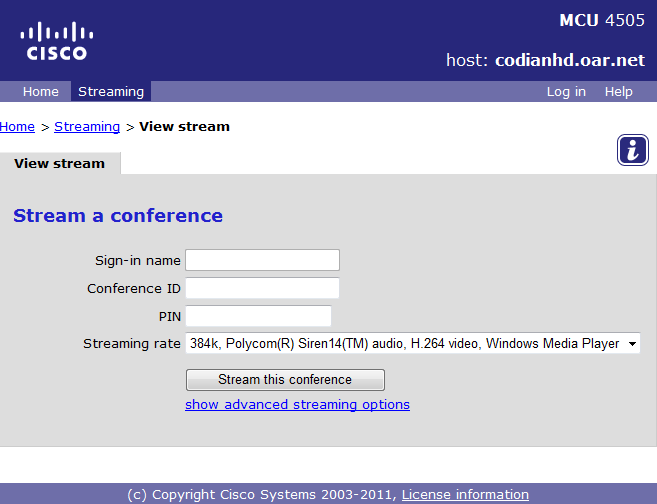 MCU 4505
CISCO
host: codianhd.oar.net
Home Streaming Log in Help
Home > Streaming > View stream
i
View stream
Stream a conference
Sign-in name
Conference ID
PIN
Streaming rate 384k, Polycom(R) Siren14(TM) audio, H.264 video, Windows Media Player
Stream this conference
show advanced streaming options
(c) Copyright Cisco Systems 2003-2011, License information